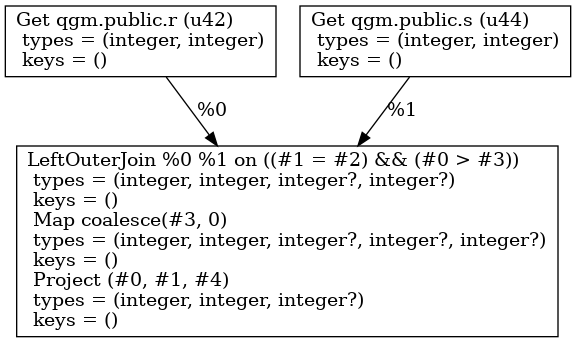 Get qgm.public.r (u42)
types = (integer, integer)
keys = ()
Get qgm.public.s (u44)
types = (integer, integer)
keys = ()
%0
%1
LeftOuterJoin %0 %1 on ((#1 = #2) && (#0 > #3))
types = (integer, integer, integer?, integer?)
keys = ()
Map coalesce(#3, 0)
types = (integer, integer, integer?, integer?, integer?)
keys = ()
Project (#0, #1, #4)
types = (integer, integer, integer?)
keys = ()